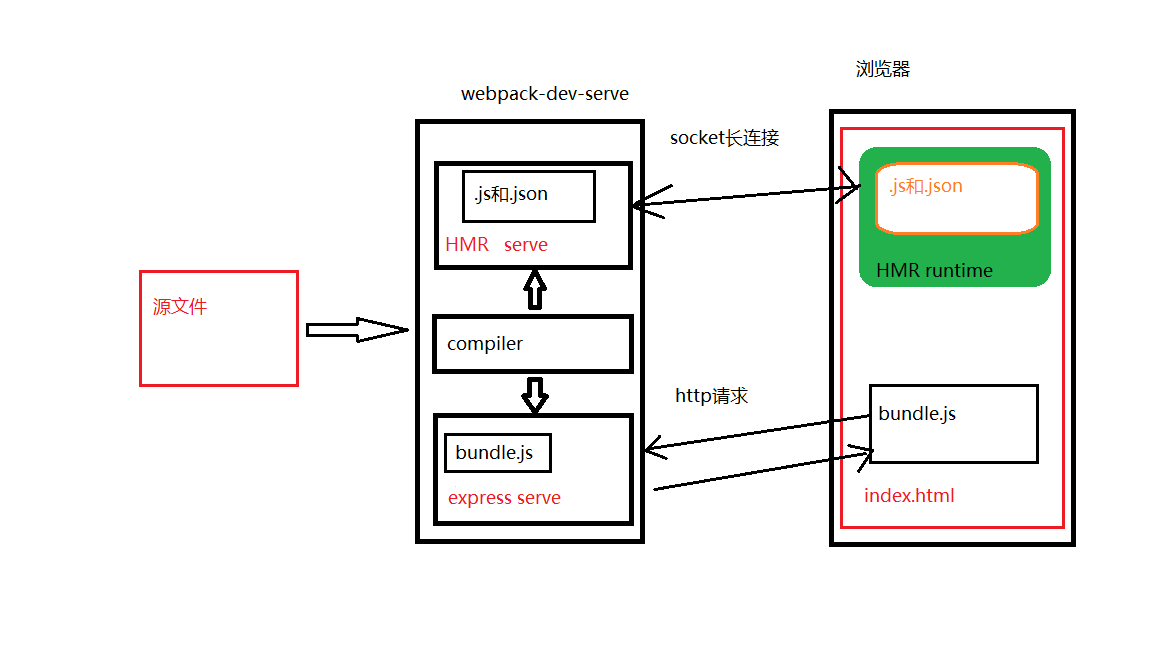 浏览器
webpack-dev-serve
socket长连接
.js和.json
.js和.json
HMR serve
HMR runtime
源文件
compiler
http请求
bundle.js
bundle.js
express serve
index.html